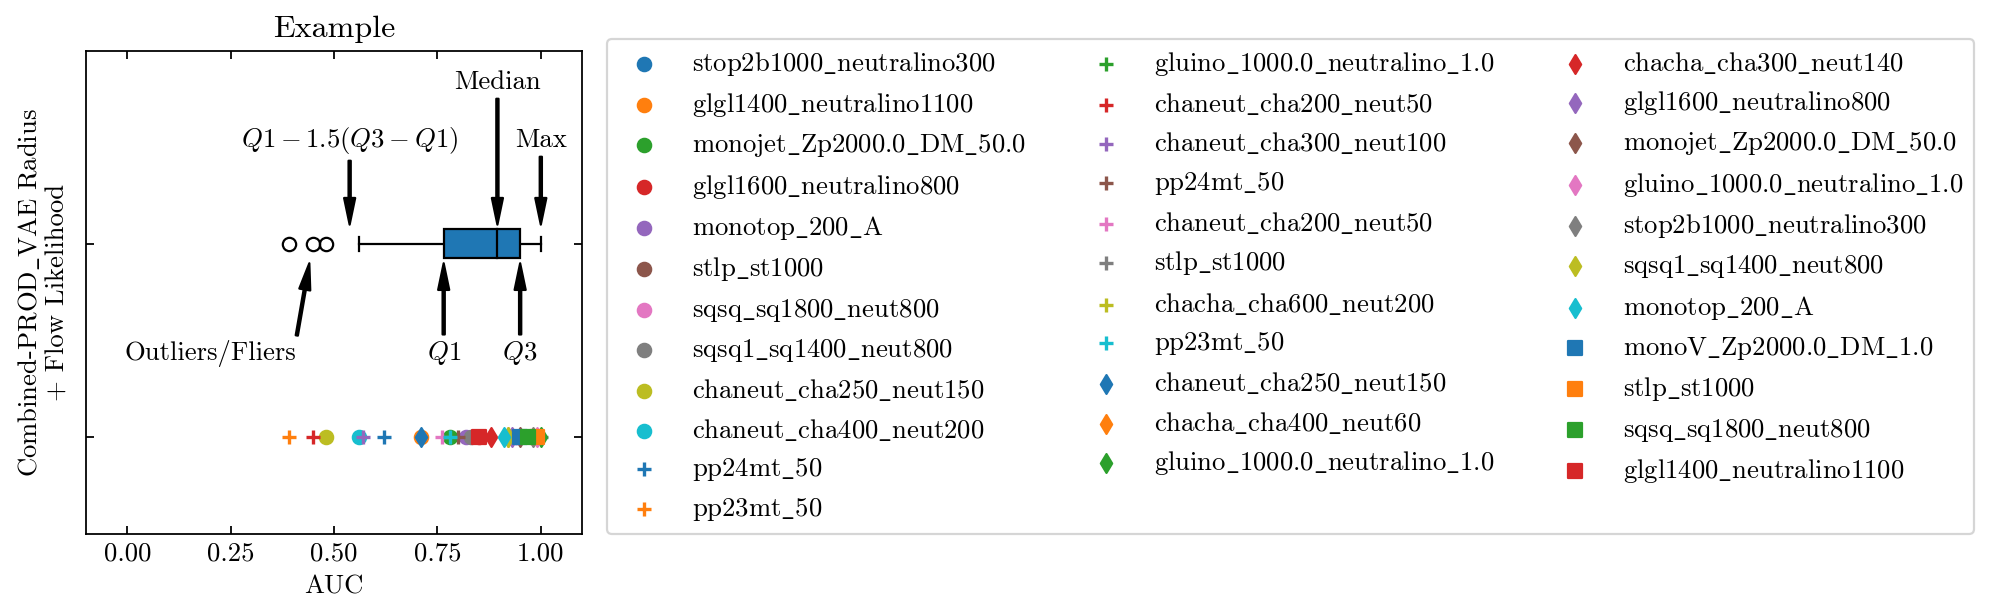 Example
Median
Q1 − 1.5(Q3 − Q1)
Max
Outliers/Fliers
Q1
Q3
Combined-PROD_VAE Radius
+ Flow Likelihood
0.00
0.25
0.50
0.75
1.00
AUC
stop2b1000_neutralino300
glgl1400_neutralino1100
monojet_Zp2000.0_DM_50.0
glgl1600_neutralino800
monotop_200_A
stlp_st1000
sqsq_sq1800_neut800
sqsq1_sq1400_neut800
chaneut_cha250_neut150
chaneut_cha400_neut200
pp24mt_50
pp23mt_50
gluino_1000.0_neutralino_1.0
chaneut_cha200_neut50
chaneut_cha300_neut100
pp24mt_50
chaneut_cha200_neut50
stlp_st1000
chacha_cha600_neut200
pp23mt_50
chaneut_cha250_neut150
chacha_cha400_neut60
gluino_1000.0_neutralino_1.0
chacha_cha300_neut140
glgl1600_neutralino800
monojet_Zp2000.0_DM_50.0
gluino_1000.0_neutralino_1.0
stop2b1000_neutralino300
sqsq1_sq1400_neut800
monotop_200_A
monoV_Zp2000.0_DM_1.0
stlp_st1000
sqsq_sq1800_neut800
glgl1400_neutralino1100